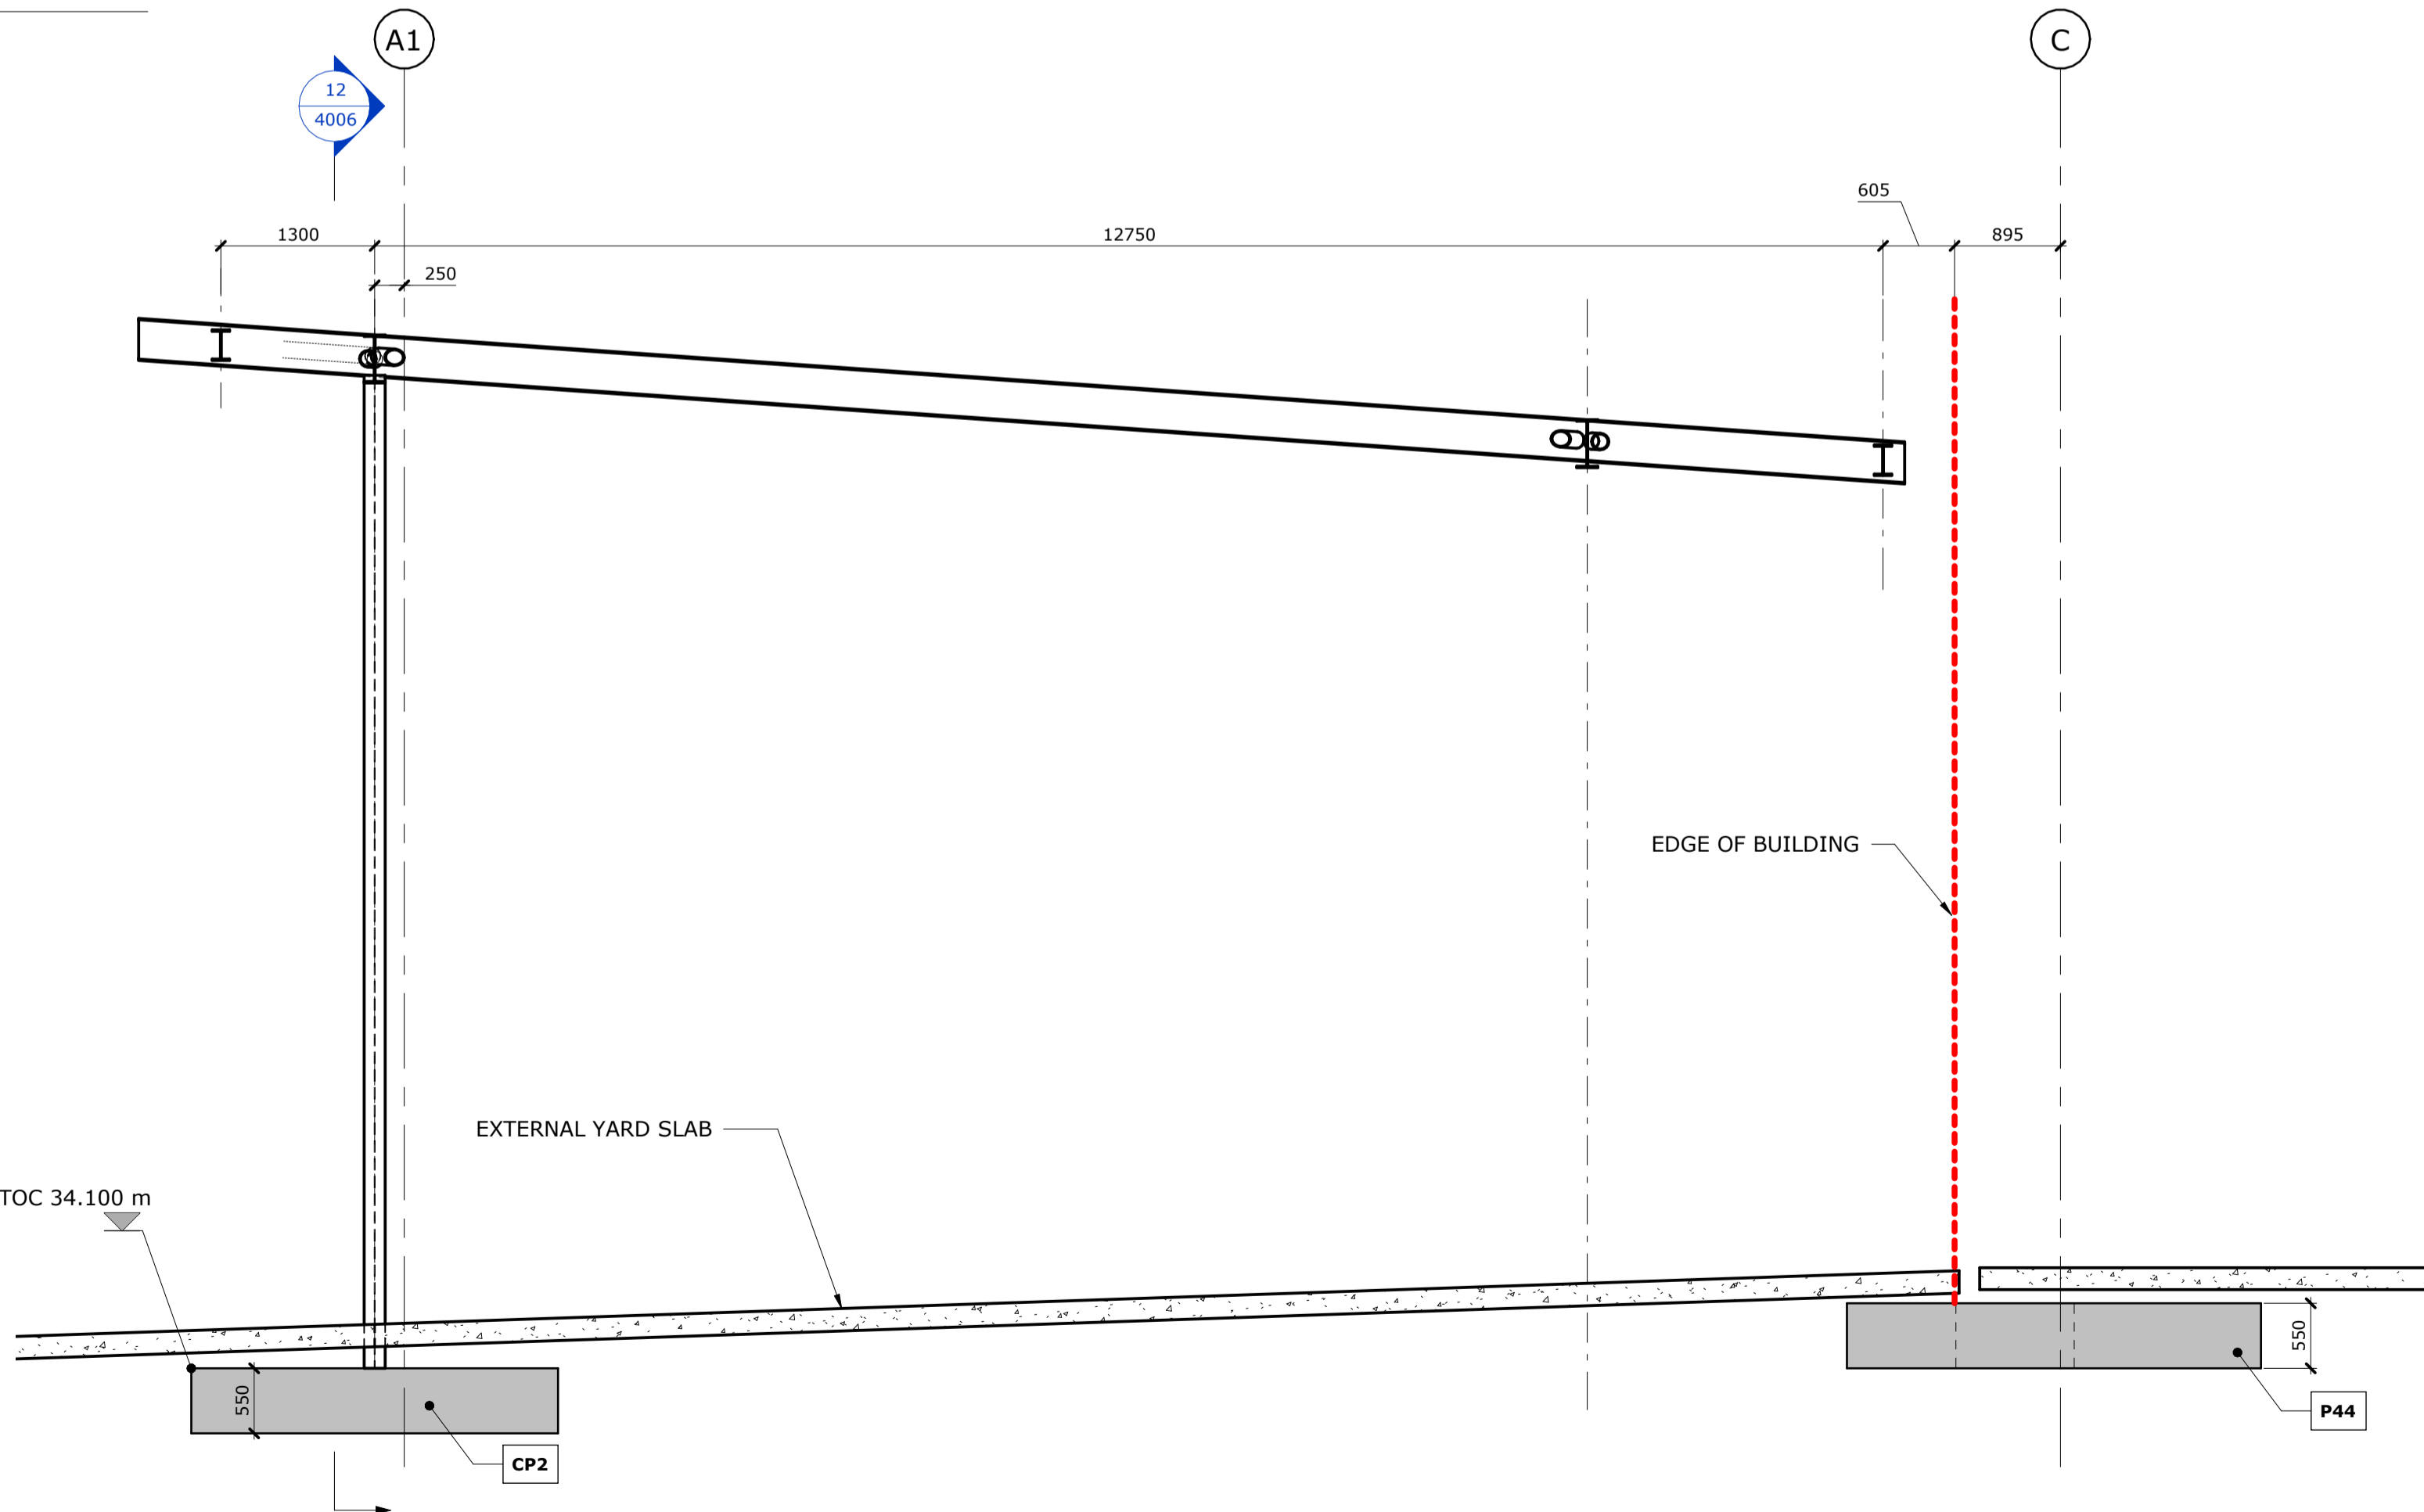 A1
C
12
4006
605
1300
12750
895
250
EDGE OF BUILDING
EXTERNAL YARD SLAB
TOC 34.100 m
550
550
P44
CP2